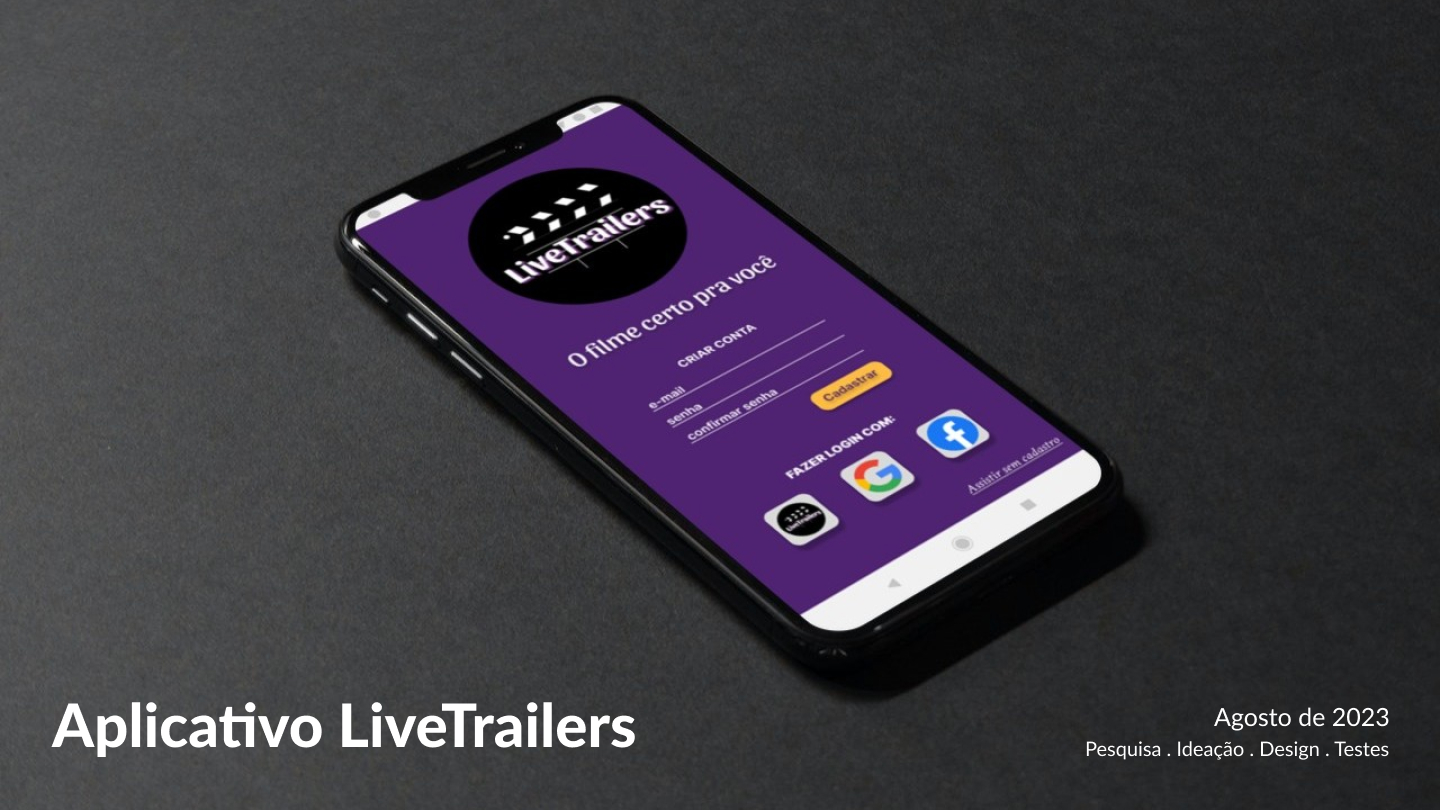 LiveTrailers
O filme certo pra você
CRIAR CONTA
e-mail
senha
confirmar senha
Cadastrar
FAZER LOGIN COM:
LiveTrailers
Assistir sem cadastro
Aplicativo LiveTrailers
Agosto de 2023
Pesquisa . Ideação . Design . Testes